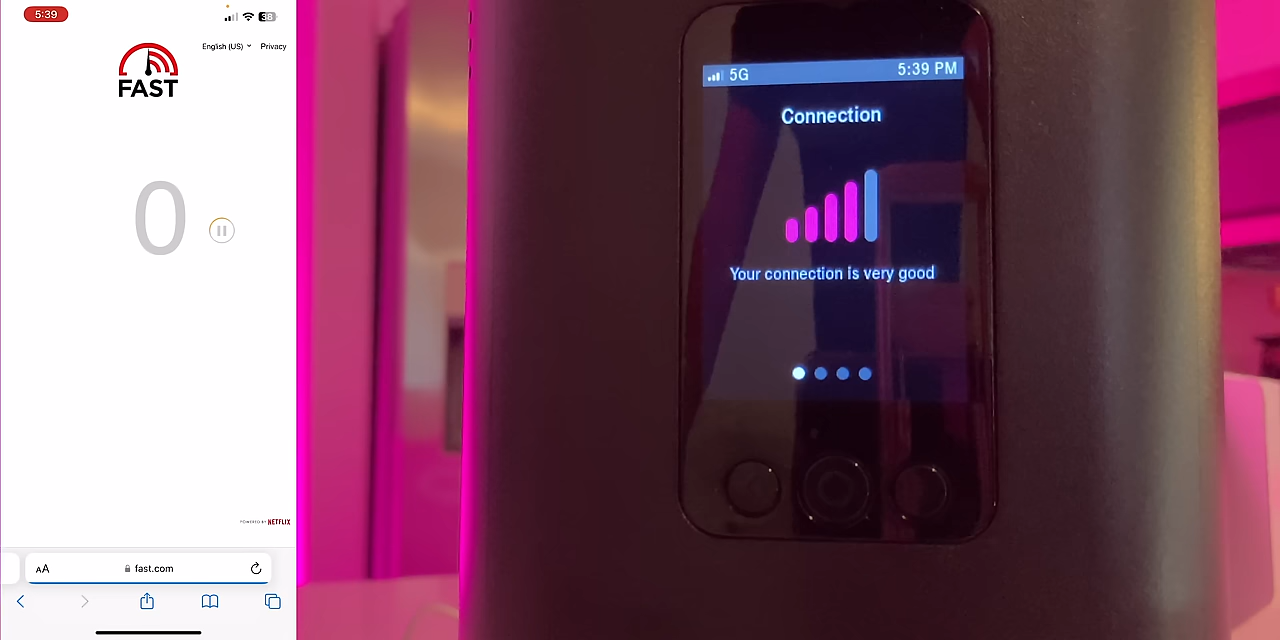 5:39
38
English (US)
Privacy
FAST
0
POWERED BY NETFLIX
AA
fast.com
5G
5:39 PM
Connection
Your connection is very good